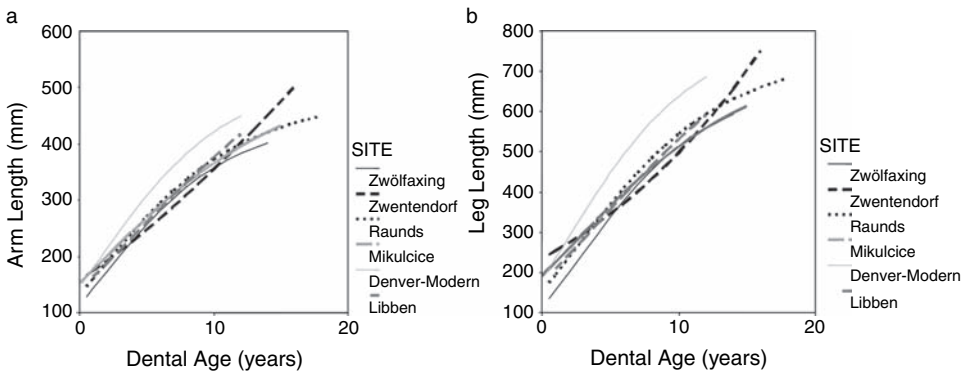 a
600
500
400
300
200
100
0
10
20
Arm Length (mm)
Dental Age (years)
SITE
Zwölfaxing
Zwentendorf
Raunds
Mikulcice
Denver-Modern
Libben
b
800
700
600
500
400
300
200
100
0
10
20
Leg Length (mm)
Dental Age (years)
SITE
Zwölfaxing
Zwentendorf
Raunds
Mikulcice
Denver-Modern
Libben